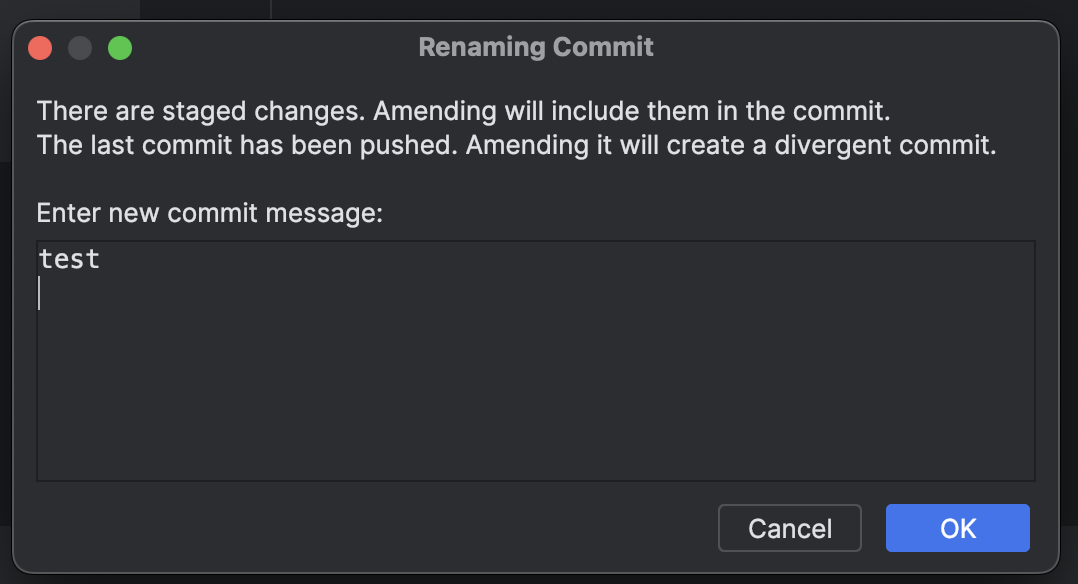 Renaming Commit
There are staged changes. Amending will include them in the commit.
The last commit has been pushed. Amending it will create a divergent commit.
Enter new commit message:
test
Cancel
OK